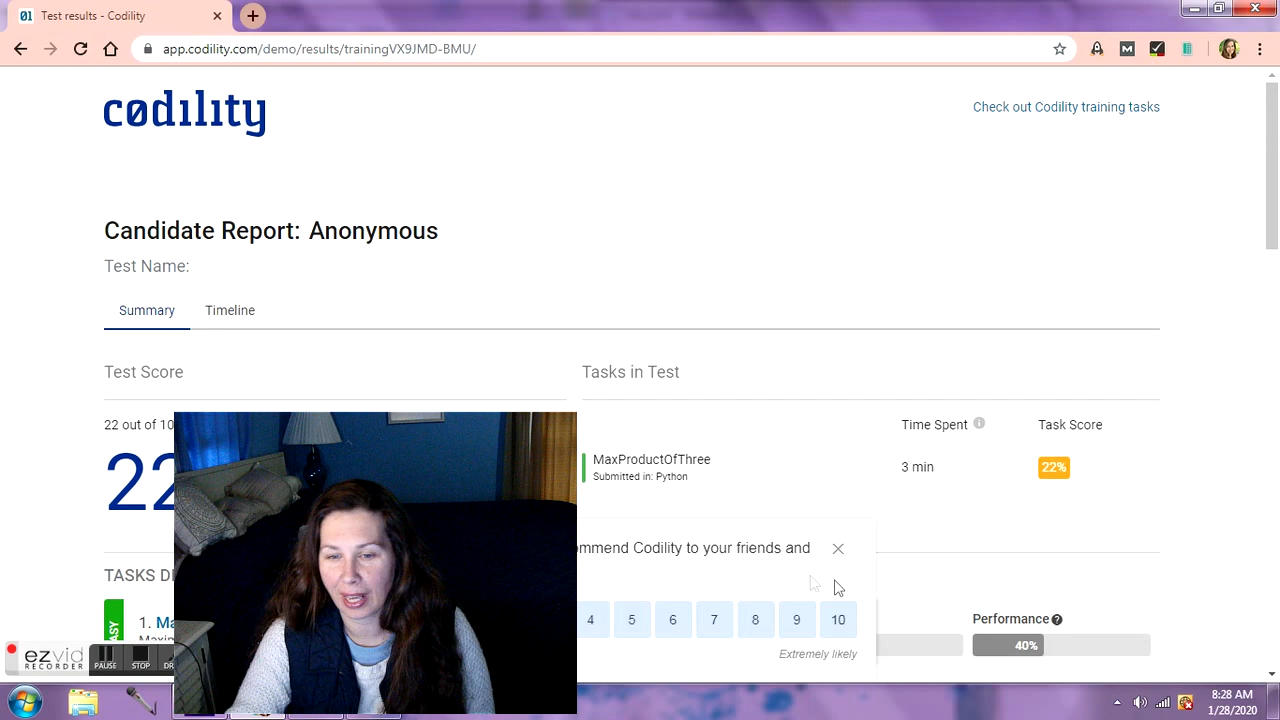 Test results - Codility
app.codility.com/demo/results/trainingVX9JMD-BMU/
cødility
Check out Codility training tasks
Candidate Report: Anonymous
Test Name:
Summary Timeline
Test Score
Tasks in Test
22 out of 10
22
Time Spent Task Score
MaxProductOfThree
Submitted in: Python
3 min
22%
ommend Codility to your friends and
TASKS D
EASY
1. Ma
4 5 6 7 8 9 10
Extremely likely
Performance
40%
ezvid
RECORDER
PAUSE STOP DR
8:28 AM
1/28/2020